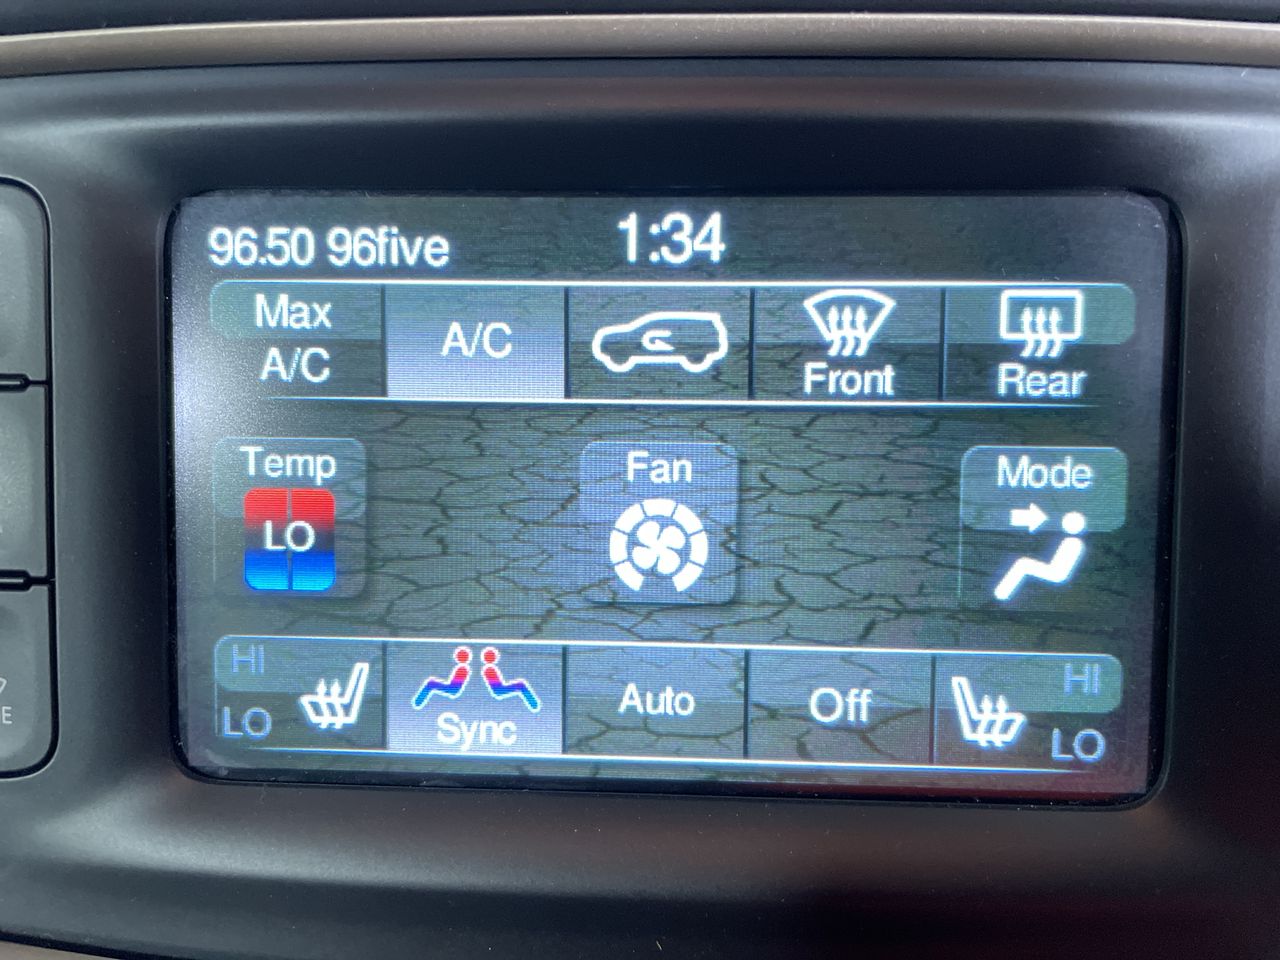 96.50 96five
1:34
Max
A/C
A/C
Front
Rear
Temp
LO
Fan
Mode
HI
LO
Sync
Auto
Off
HI
LO